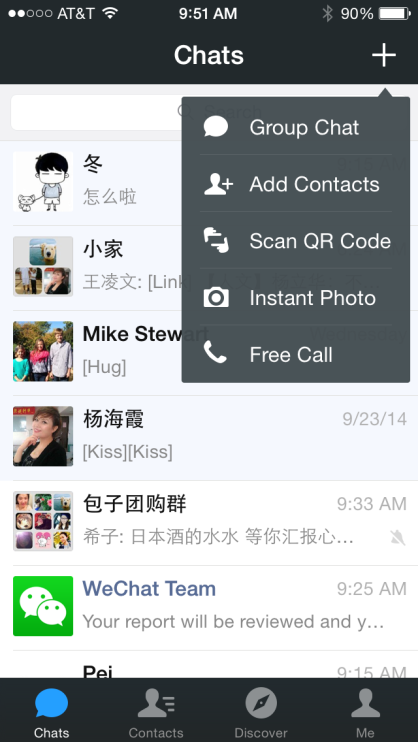 AT&T 9:51 AM 90%
Chats
Group Chat
Add Contacts
Scan QR Code
Instant Photo
Free Call
冬
怎么啦
小家
王凌文: [Link]
Mike Stewart
[Hug]
杨海霞 9/23/14
[Kiss][Kiss]
包子团购群 9:33 AM
希子: 日本酒的水水 等你汇报心…
WeChat Team 9:25 AM
Your report will be reviewed and y…
Pei 9:15 AM
Chats Contacts Discover Me